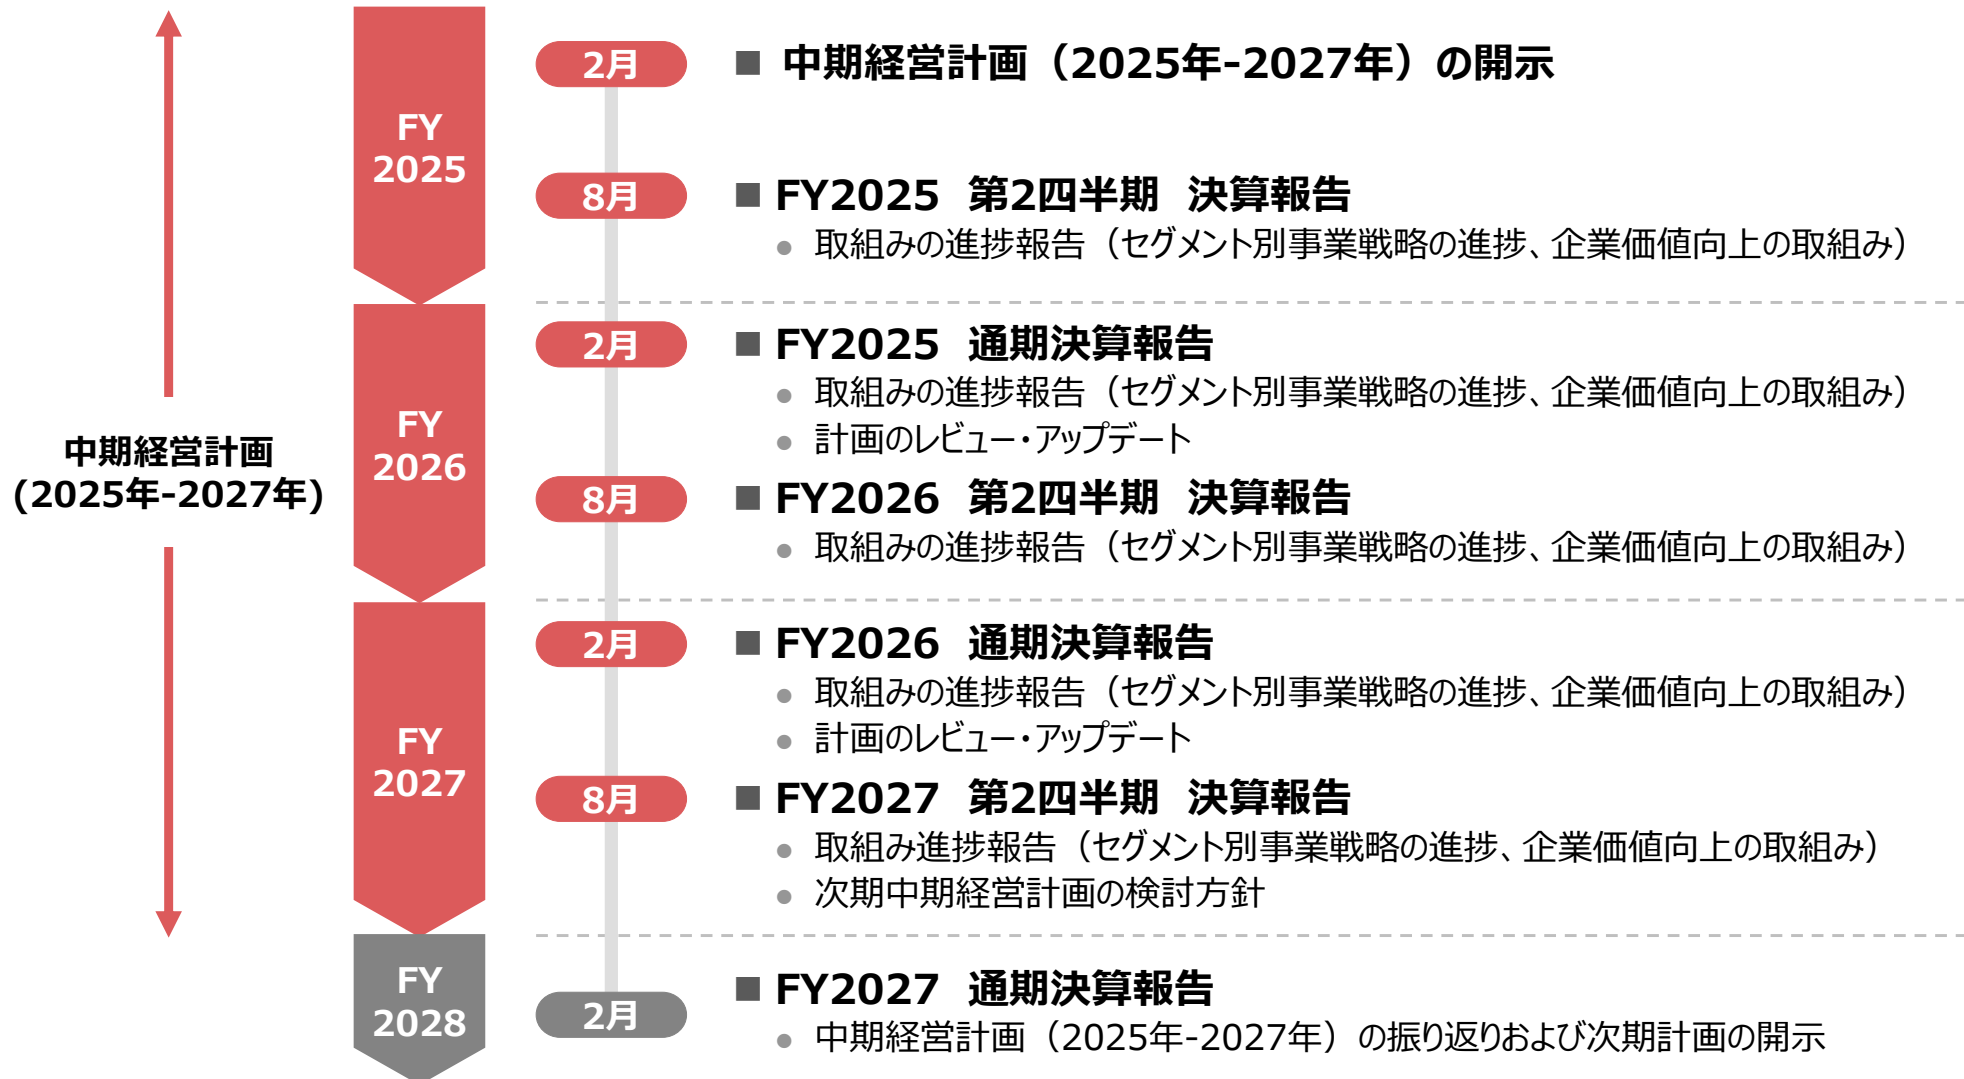 中期経営計画
(2025年-2027年)
FY
2025
2月
■ 中期経営計画（2025年-2027年）の開示
8月
■ FY2025 第2四半期 決算報告
● 取組みの進捗報告（セグメント別事業戦略の進捗、企業価値向上の取組み）
FY
2026
2月
■ FY2025 通期決算報告
● 取組みの進捗報告（セグメント別事業戦略の進捗、企業価値向上の取組み）
● 計画のレビュー・アップデート
8月
■ FY2026 第2四半期 決算報告
● 取組みの進捗報告（セグメント別事業戦略の進捗、企業価値向上の取組み）
FY
2027
2月
■ FY2026 通期決算報告
● 取組みの進捗報告（セグメント別事業戦略の進捗、企業価値向上の取組み）
● 計画のレビュー・アップデート
8月
■ FY2027 第2四半期 決算報告
● 取組み進捗報告（セグメント別事業戦略の進捗、企業価値向上の取組み）
● 次期中期経営計画の検討方針
FY
2028
2月
■ FY2027 通期決算報告
● 中期経営計画（2025年-2027年）の振り返りおよび次期計画の開示